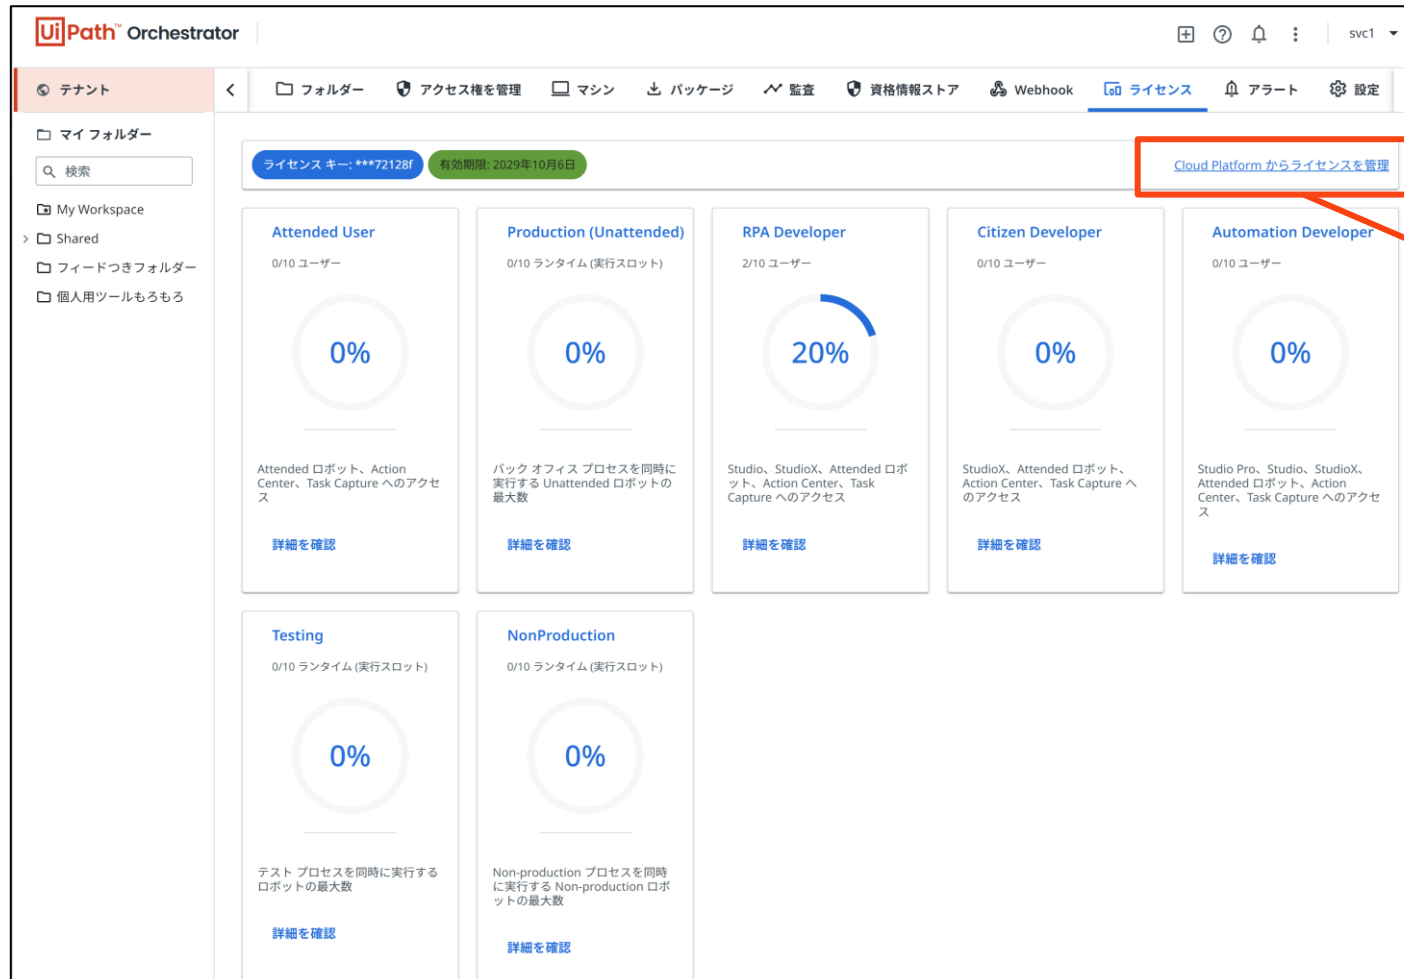 UiPath™ Orchestrator
svc1
テナント
フォルダー
アクセス権を管理
マシン
パッケージ
監査
資格情報ストア
Webhook
ライセンス
アラート
設定
マイ フォルダー
検索
My Workspace
Shared
フィードつきフォルダー
個人用ツールもろもろ
ライセンス キー: ***72128f
有効期限: 2029年10月6日
Cloud Platform からライセンスを管理
Attended User
0/10 ユーザー
0%
Attended ロボット、Action
Center、Task Capture へのアクセ
ス
詳細を確認
Production (Unattended)
0/10 ランタイム (実行スロット)
0%
バック オフィス プロセスを同時に
実行する Unattended ロボットの
最大数
詳細を確認
RPA Developer
2/10 ユーザー
20%
Studio、StudioX、Attended ロボ
ット、Action Center、Task
Capture へのアクセス
詳細を確認
Citizen Developer
0/10 ユーザー
0%
StudioX、Attended ロボット、
Action Center、Task Capture へ
のアクセス
詳細を確認
Automation Developer
0/10 ユーザー
0%
Studio Pro、Studio、StudioX、
Attended ロボット、Action
Center、Task Capture へのアクセ
ス
詳細を確認
Testing
0/10 ランタイム (実行スロット)
0%
テスト プロセスを同時に実行する
ロボットの最大数
詳細を確認
NonProduction
0/10 ランタイム (実行スロット)
0%
Non-production プロセスを同時
に実行する Non-production ロボ
ットの最大数
詳細を確認